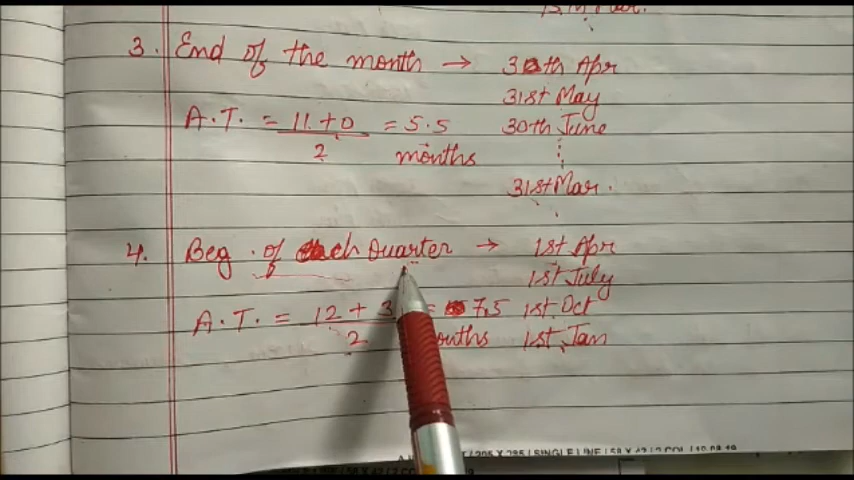 3. End of the month → 30th Apr
31st May
A.T. = 11+0 = 5.5 30th June
2 months
31st Mar.
4. Beg. of each Quarter → 1st Apr
1st July
A.T. = 12 + 3 = 7.5 1st Oct
2 1st Jan